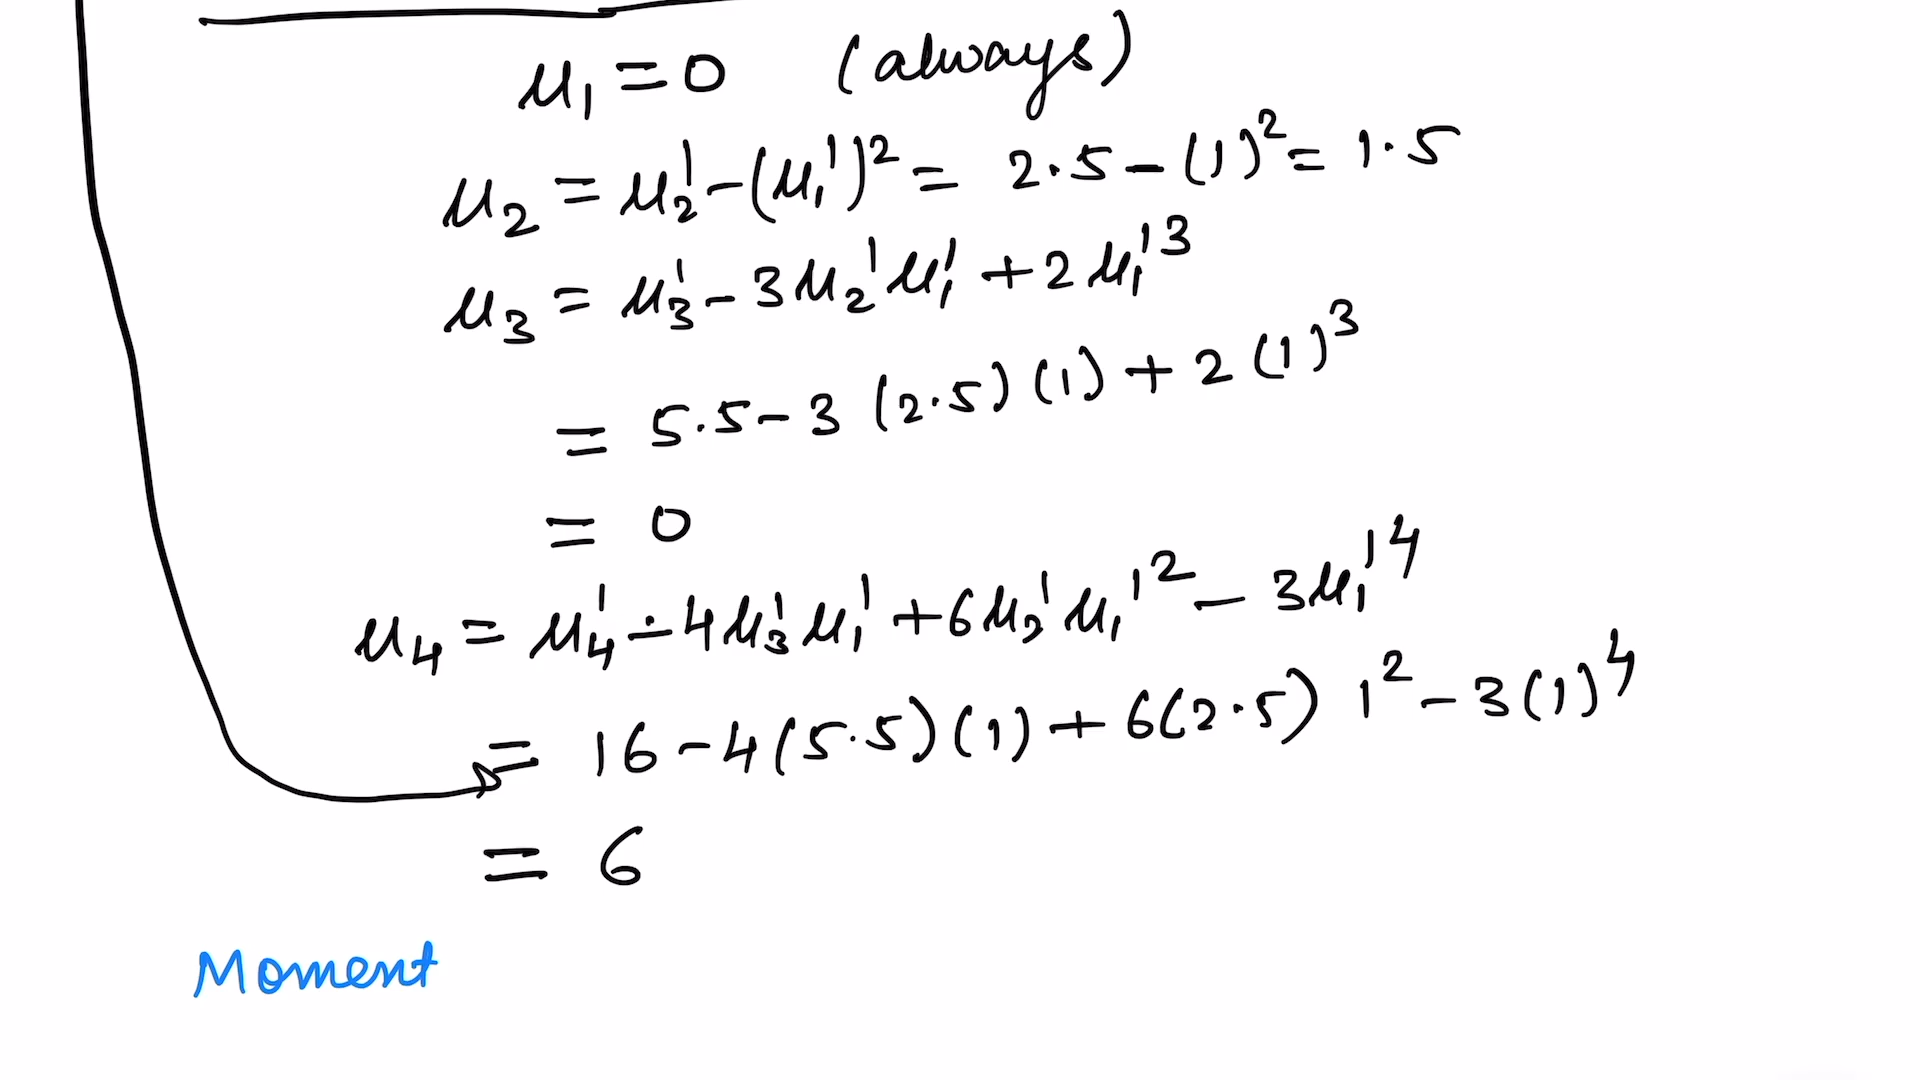 μ₁ = 0 (always)
μ₂ = μ₂' - (μ₁')² = 2.5 - (1)² = 1.5
μ₃ = μ₃' - 3μ₂'μ₁' + 2μ₁'³
= 5.5 - 3 (2.5) (1) + 2 (1)³
= 0
μ₄ = μ₄' - 4μ₃'μ₁' + 6μ₂'μ₁'² - 3μ₁'⁴
= 16 - 4(5.5)(1) + 6(2.5) 1² - 3(1)⁴
= 6
Moment